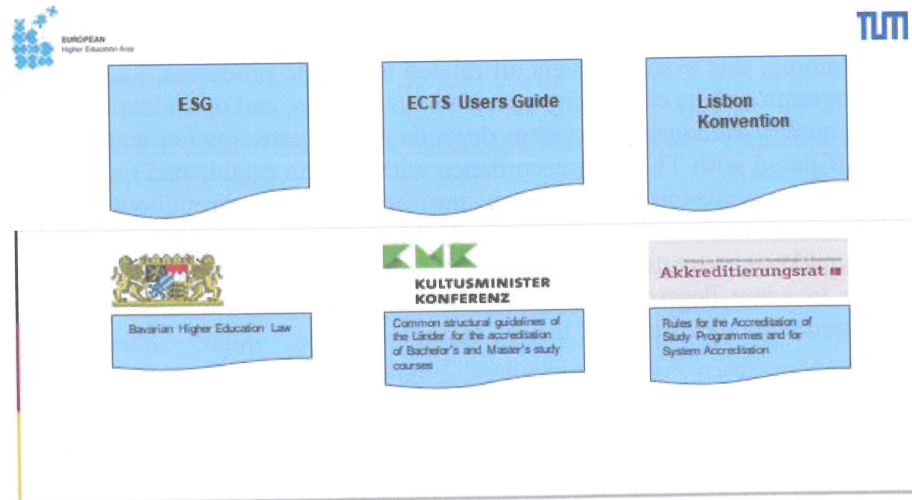 EUROPEAN
Higher Education Area
TUM
ESG
ECTS Users Guide
Lisbon
Konvention
KMK
KULTUSMINISTER
KONFERENZ
Akkreditierungsrat
Bavarian Higher Education Law
Common structural guidelines of
the Länder for the accreditation
of Bachelor's and Master's study
courses
Rules for the Accreditation of
Study Programmes and for
System Accreditation